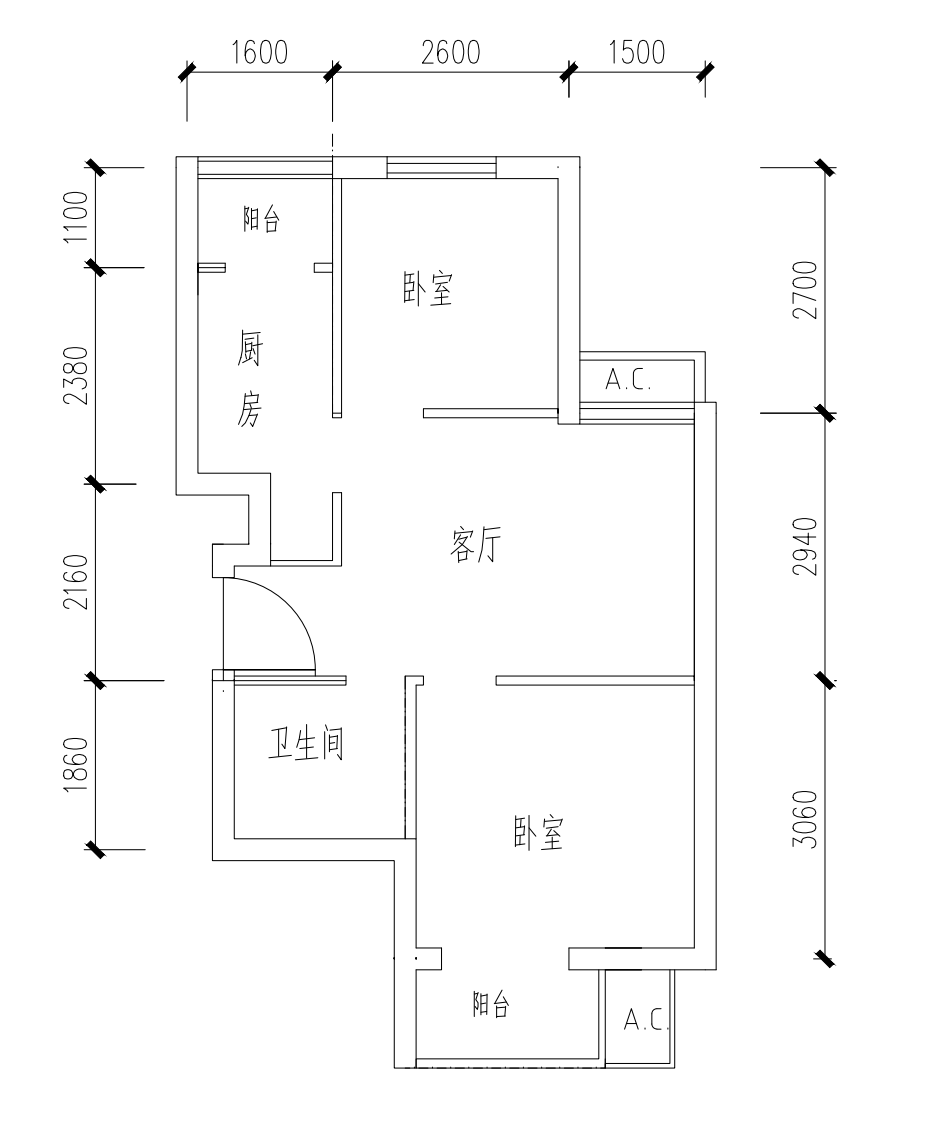 1600
2600
1500
1100
2380
2160
1860
2700
2940
3060
阳台
卧室
厨
房
A.C.
客厅
卫生间
卧室
阳台
A.C.